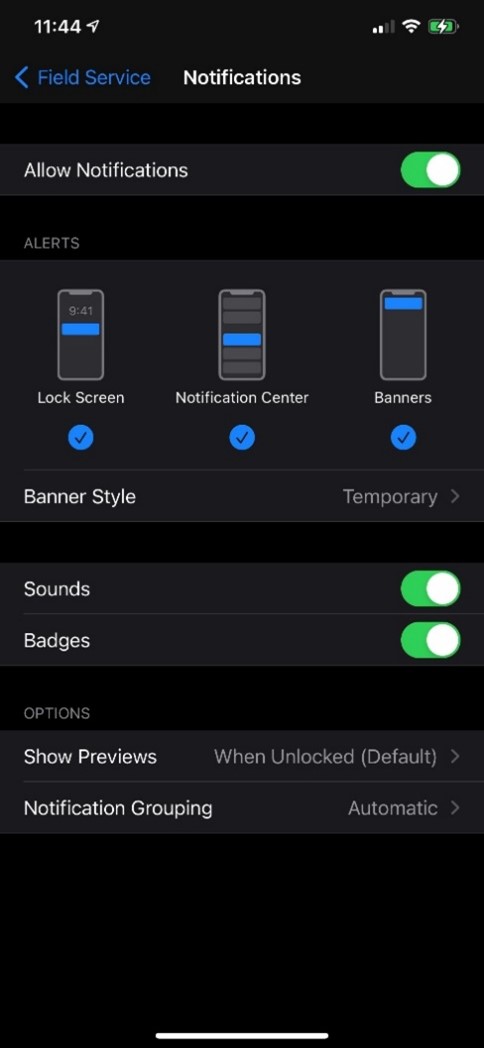 11:44
Field Service Notifications
Allow Notifications
ALERTS
9:41
Lock Screen Notification Center Banners
Banner Style Temporary
Sounds
Badges
OPTIONS
Show Previews When Unlocked (Default)
Notification Grouping Automatic